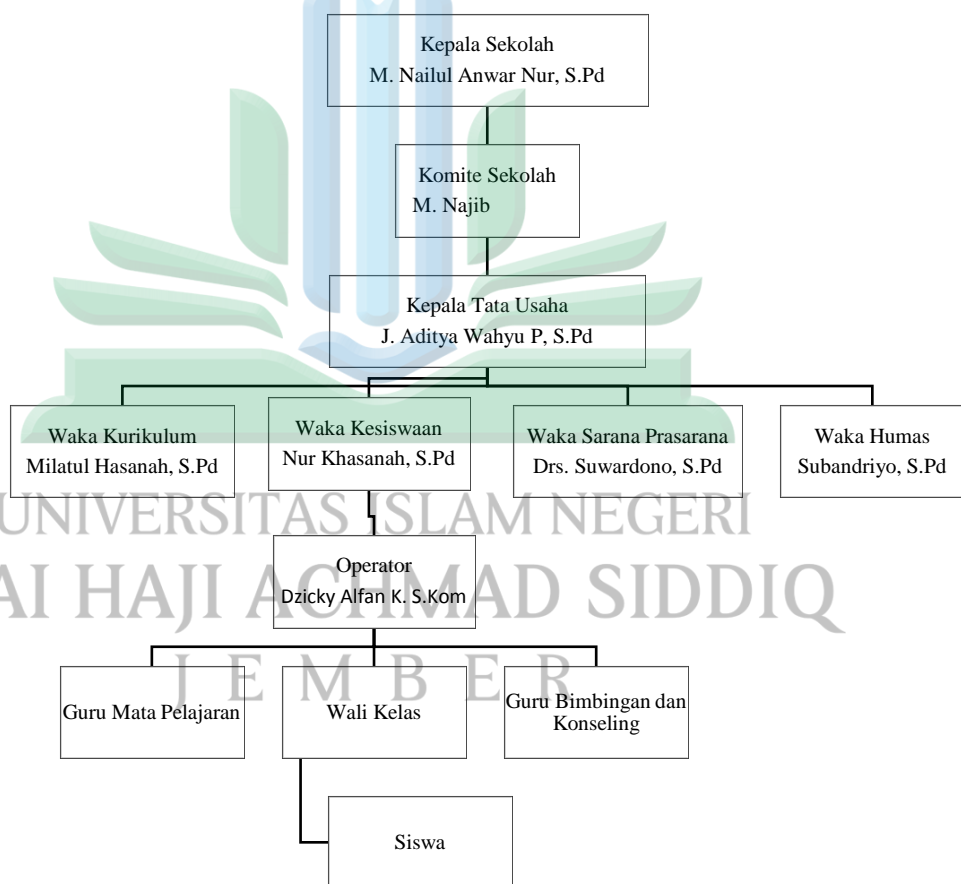 Kepala Sekolah
M. Nailul Anwar Nur, S.Pd
Komite Sekolah
M. Najib
Kepala Tata Usaha
J. Aditya Wahyu P, S.Pd
Waka Kurikulum
Milatul Hasanah, S.Pd
Waka Kesiswaan
Nur Khasanah, S.Pd
Waka Sarana Prasarana
Drs. Suwardono, S.Pd
Waka Humas
Subandriyo, S.Pd
UNIVERSITAS ISLAM NEGERI
Operator
Dzicky Alfan K. S.Kom
AI HAJI ACHMAD SIDDIQ
JEMBER
Guru Mata Pelajaran
Wali Kelas
Guru Bimbingan dan
Konseling
Siswa